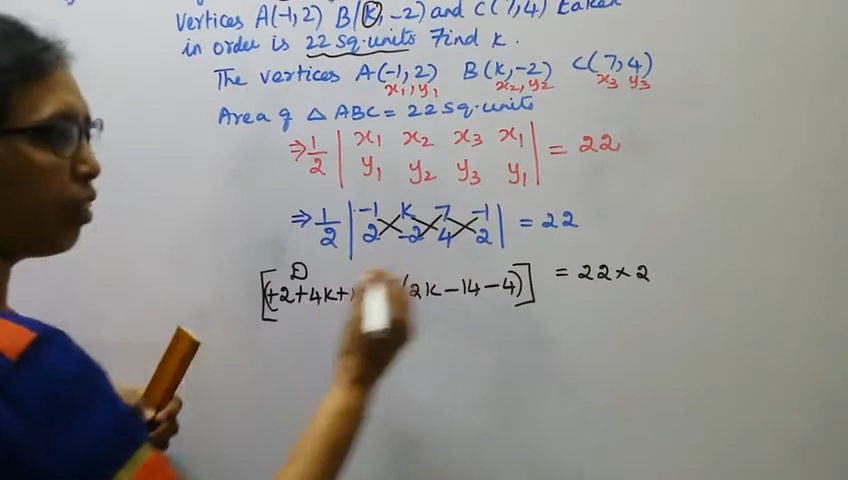 vertices A(-1,2) B(k,-2) and C(7,4) taken
in order is 22 sq.units Find k.
The vertices A(-1,2) B(k,-2) C(7,4)
x₁,y₁ x₂,y₂ x₃ y₃
Area of △ ABC = 22 sq.units
⇒ 1/2 | x₁ x₂ x₃ x₁ | = 22
y₁ y₂ y₃ y₁
⇒ 1/2 | -1 k 7 -1 | = 22
2 -2 4 2
D
[(+2+4k+ (2k-14-4)] = 22×2